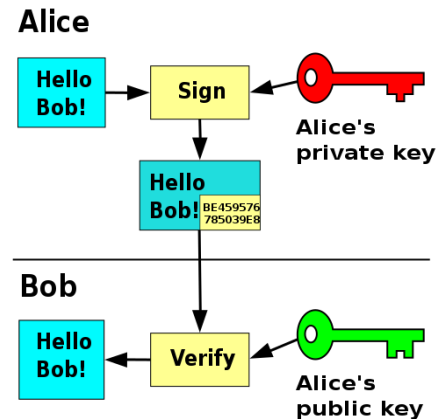 Alice
Hello
Bob!
Sign
Alice's
private key
Hello
Bob!
BE459576
785039E8
Bob
Hello
Bob!
Verify
Alice's
public key